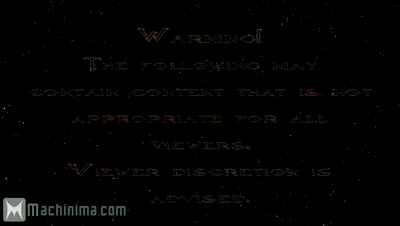 Warning!
The following may
contain content that is not
appropriate for all
viewers.
Viewer discretion is
advised.
Machinima.com